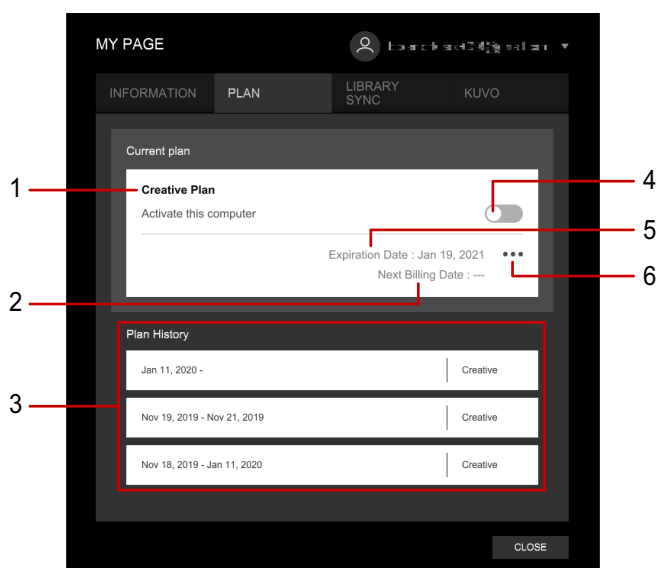 MY PAGE
INFORMATION
PLAN
LIBRARY
SYNC
KUVO
Current plan
1
Creative Plan
4
Activate this computer
5
Expiration Date : Jan 19, 2021
6
Next Billing Date : ---
2
Plan History
Jan 11, 2020 -
Creative
3
Nov 19, 2019 - Nov 21, 2019
Creative
Nov 18, 2019 - Jan 11, 2020
Creative
CLOSE